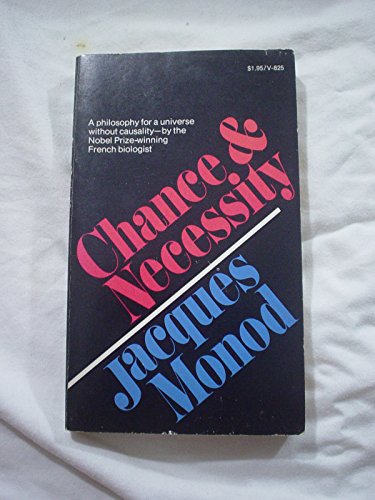 $1.95/V-825
A philosophy for a universe
without causality—by the
Nobel Prize-winning
French biologist
Chance &
Necessity
Jacques
Monod